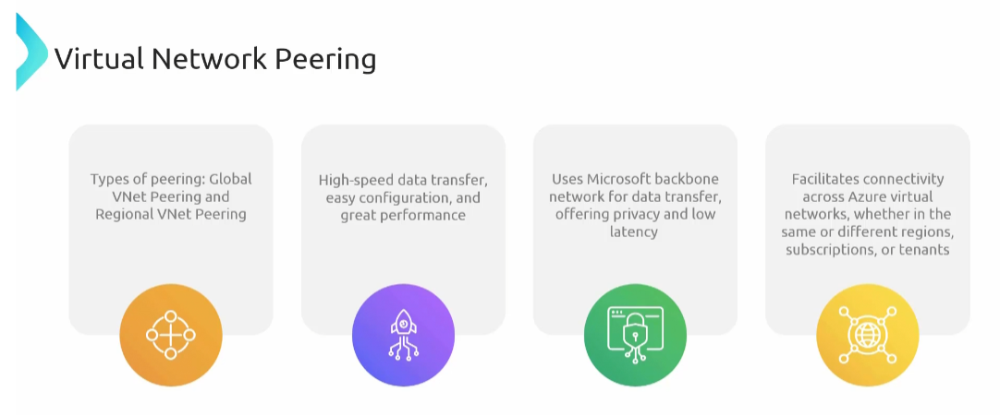 Virtual Network Peering
Types of peering: Global
VNet Peering and
Regional VNet Peering
High-speed data transfer,
easy configuration, and
great performance
Uses Microsoft backbone
network for data transfer,
offering privacy and low
latency
Facilitates connectivity
across Azure virtual
networks, whether in the
same or different regions,
subscriptions, or tenants